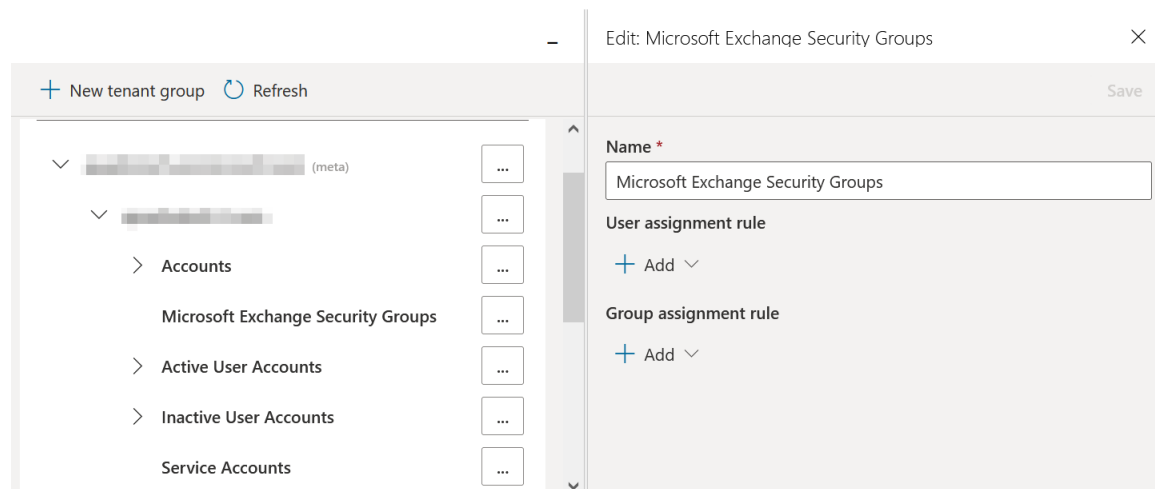 Edit: Microsoft Exchange Security Groups
New tenant group Refresh
Save
(meta)
...
...
Accounts
...
Microsoft Exchange Security Groups
...
Active User Accounts
...
Inactive User Accounts
...
Service Accounts
...
Name *
Microsoft Exchange Security Groups
User assignment rule
Add
Group assignment rule
Add